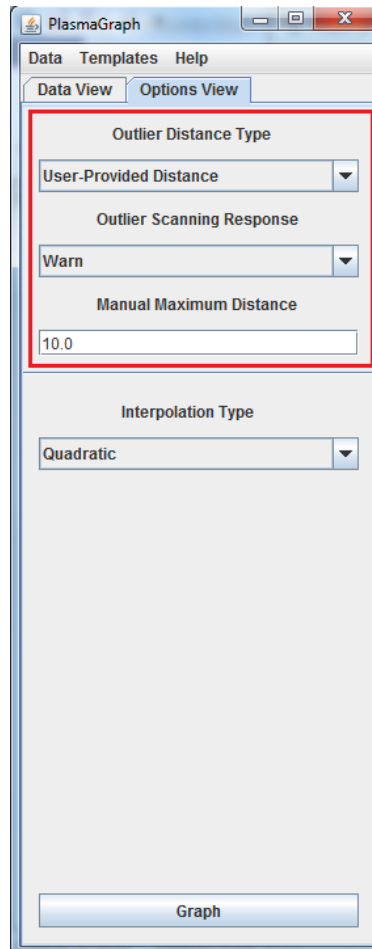 PlasmaGraph
Data Templates Help
Data View Options View
Outlier Distance Type
User-Provided Distance
Outlier Scanning Response
Warn
Manual Maximum Distance
10.0
Interpolation Type
Quadratic
Graph